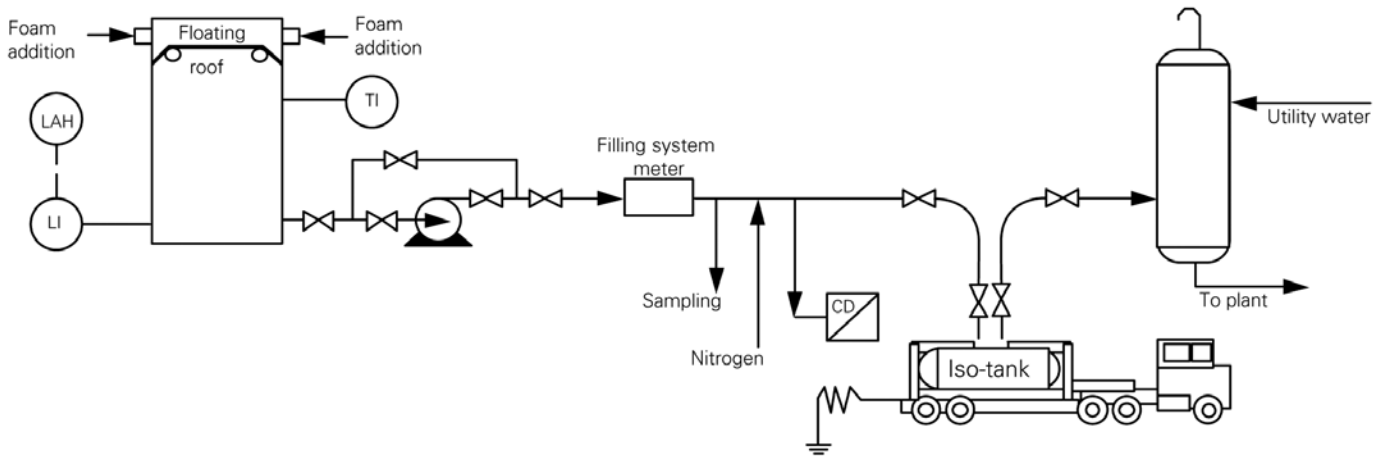 Foam
addition
Floating
roof
Foam
addition
LAH
TI
LI
Filling system
meter
Sampling
Nitrogen
CD
Iso-tank
Utility water
To plant